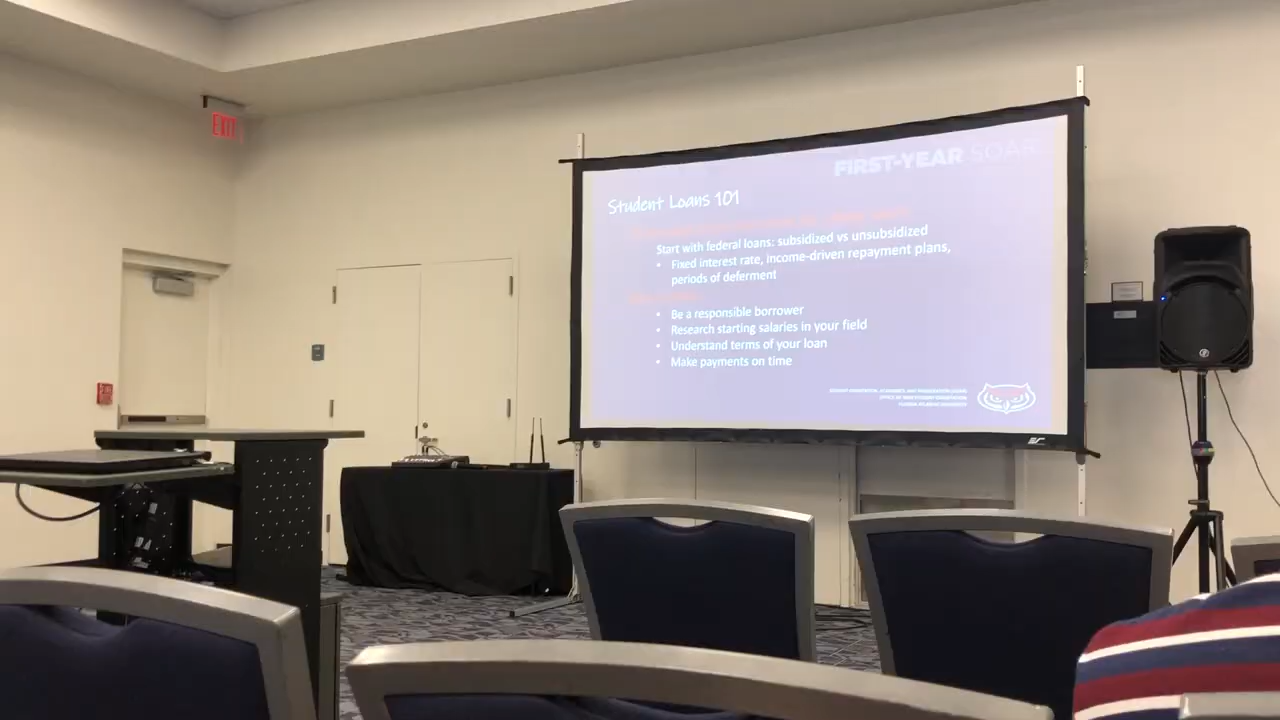 EXIT
FIRST-YEAR SOAR
Student Loans 101
Start with federal loans: subsidized vs unsubsidized
• Fixed interest rate, income-driven repayment plans,
periods of deferment
• Be a responsible borrower
• Research starting salaries in your field
• Understand terms of your loan
• Make payments on time